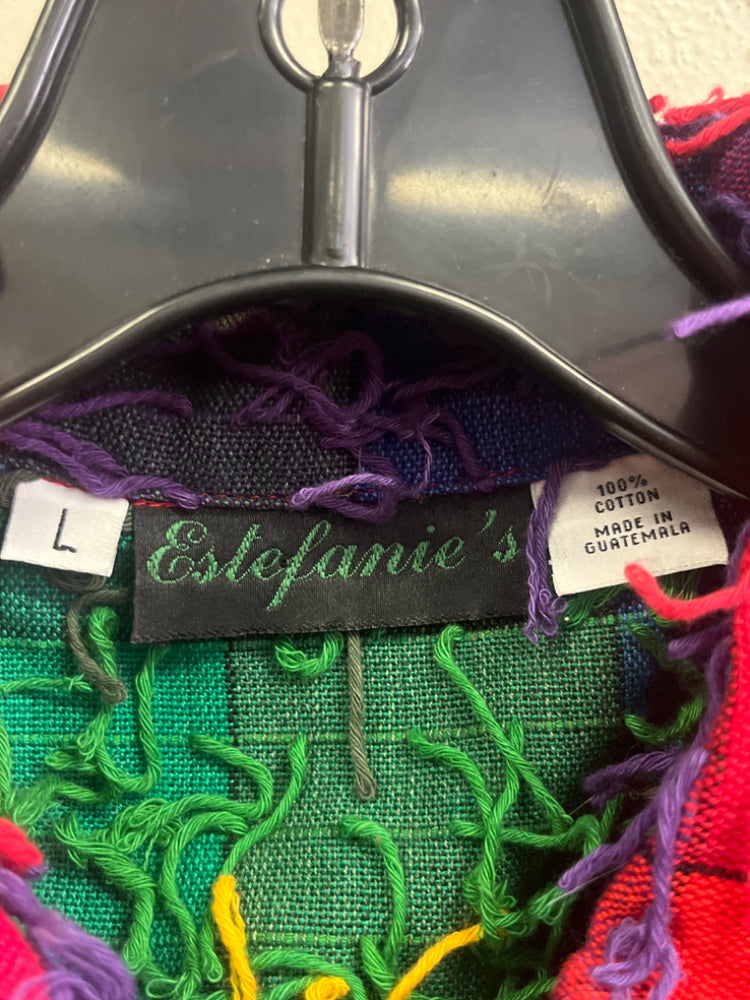 L
Estefanie's
100%
COTTON
MADE IN
GUATEMALA